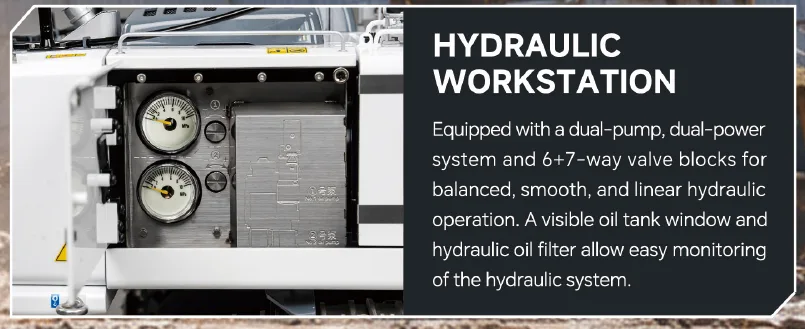 HYDRAULIC
WORKSTATION
Equipped with a dual-pump, dual-power
system and 6+7-way valve blocks for
balanced, smooth, and linear hydraulic
operation. A visible oil tank window and
hydraulic oil filter allow easy monitoring
of the hydraulic system.